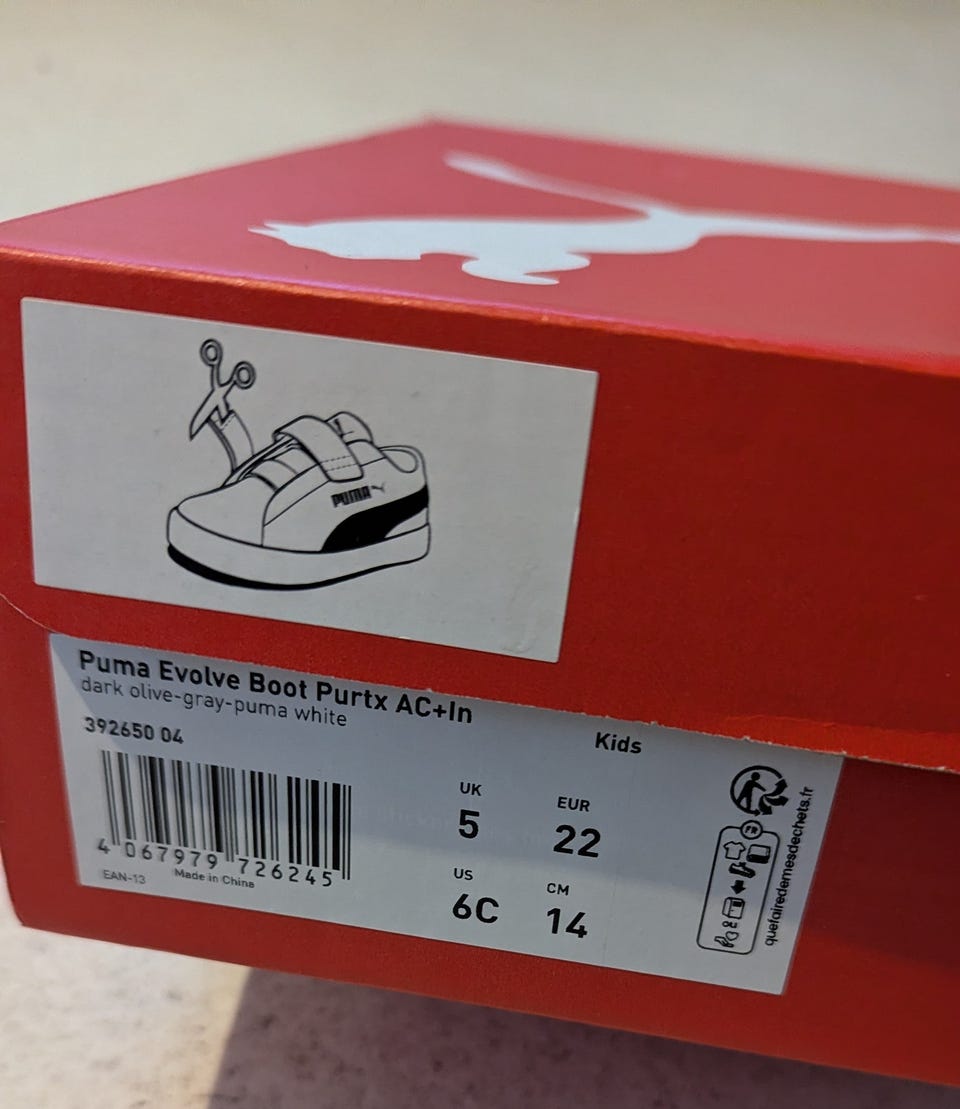 PUMA
Puma Evolve Boot Purtx AC+In
dark olive-gray-puma white
392650 04
Kids
UK
5
EUR
22
US
6C
CM
14
4 067979 726245
EAN-13
Made in China
FR
quefairedemesdechets.fr